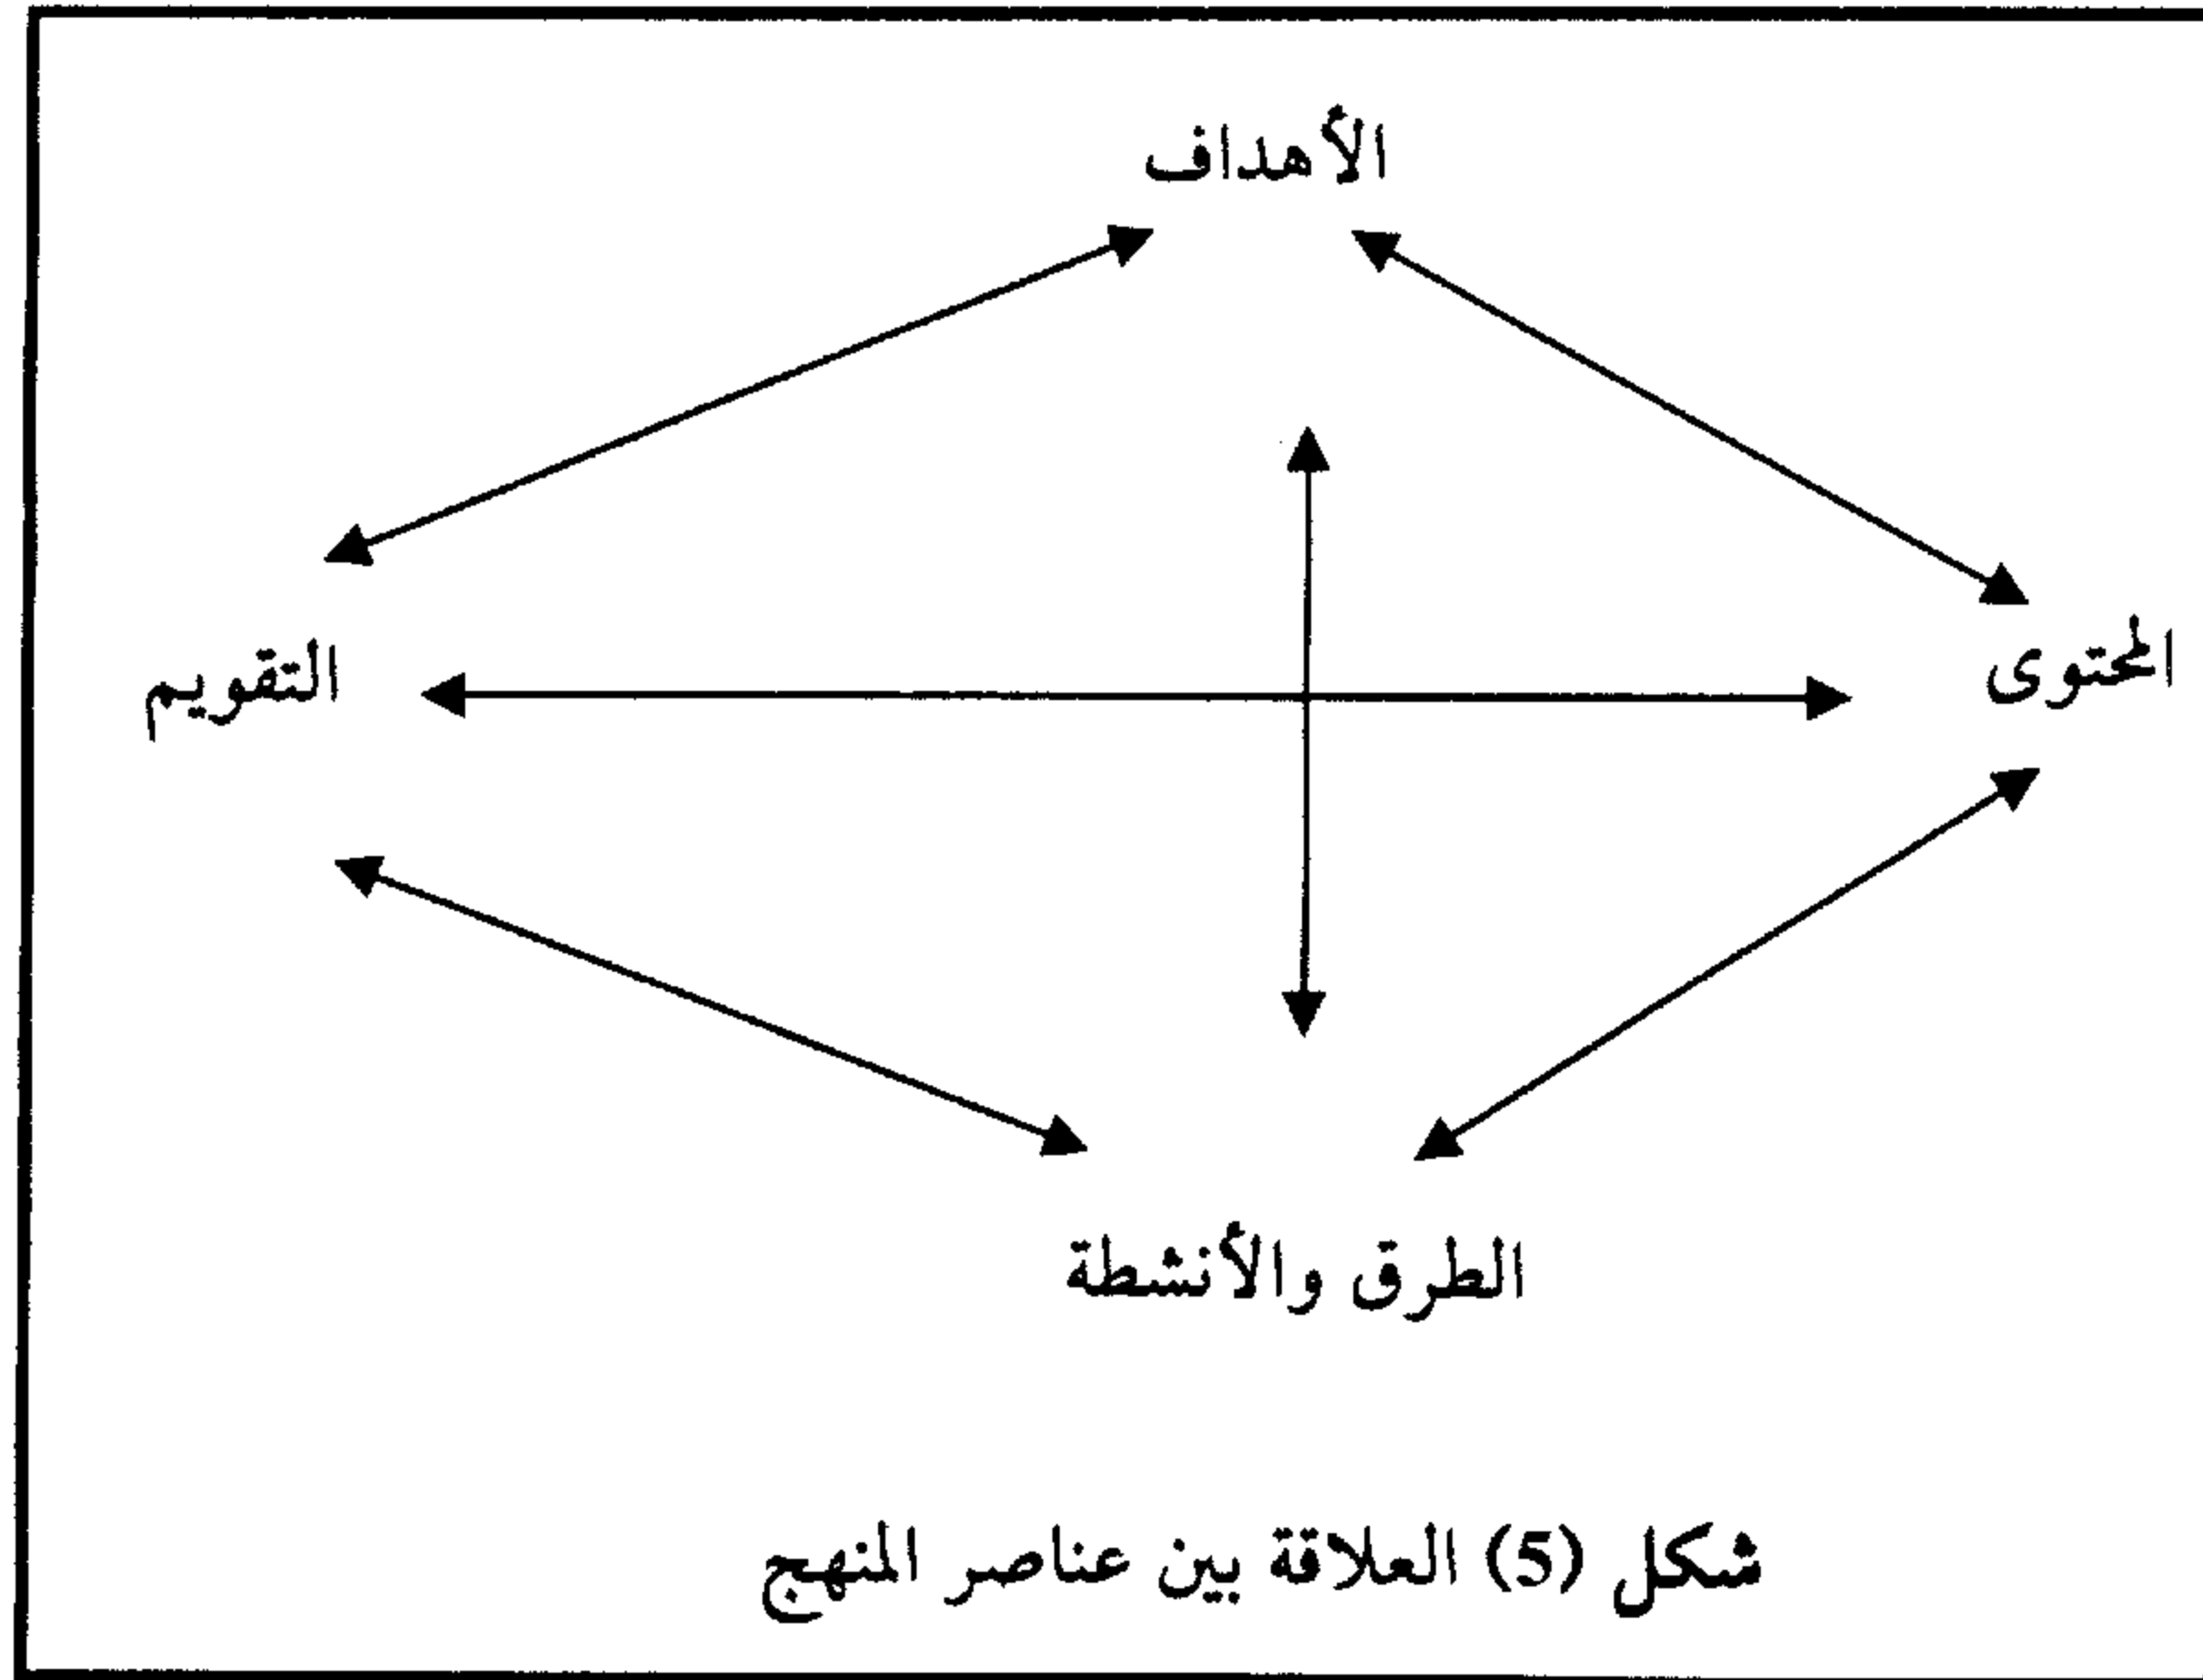 الأهداف
المحتوى
التقويم
الطرق والأنشطة
شكل (5) العلاقة بين عناصر المنهج